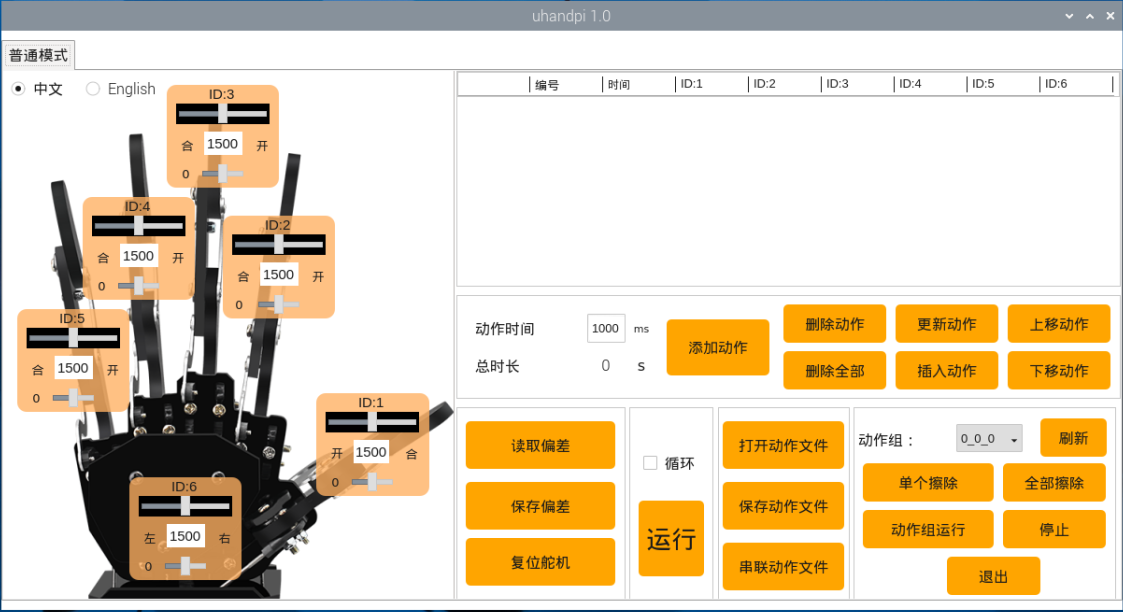 uhandpi 1.0
普通模式
中文 English
ID:3
合 1500 开
0
ID:4
合 1500 开
0
ID:2
合 1500 开
0
ID:5
合 1500 开
0
ID:1
开 1500 合
0
ID:6
左 1500 右
0
编号 时间 ID:1 ID:2 ID:3 ID:4 ID:5 ID:6
动作时间 1000 ms
总时长 0 s
添加动作
删除动作 更新动作 上移动作
删除全部 插入动作 下移动作
读取偏差
保存偏差
复位舵机
循环
运行
打开动作文件
保存动作文件
串联动作文件
动作组： 0_0_0 刷新
单个擦除 全部擦除
动作组运行 停止
退出